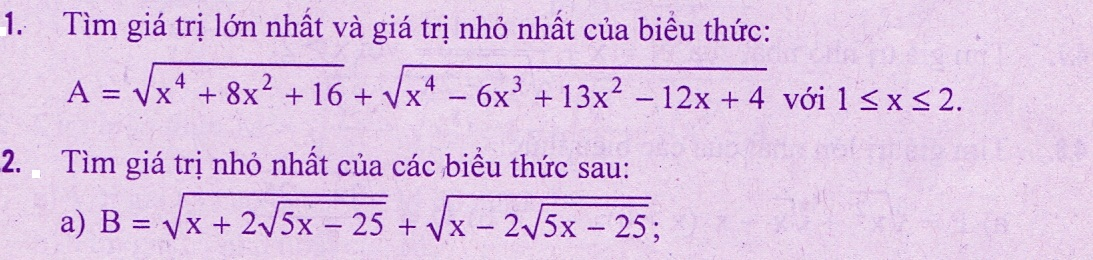 1. Tìm giá trị lớn nhất và giá trị nhỏ nhất của biểu thức:
A = √(x⁴ + 8x² + 16) + √(x⁴ − 6x³ + 13x² − 12x + 4) với 1 ≤ x ≤ 2.
2. Tìm giá trị nhỏ nhất của các biểu thức sau:
a) B = √(x + 2√(5x − 25)) + √(x − 2√(5x − 25));